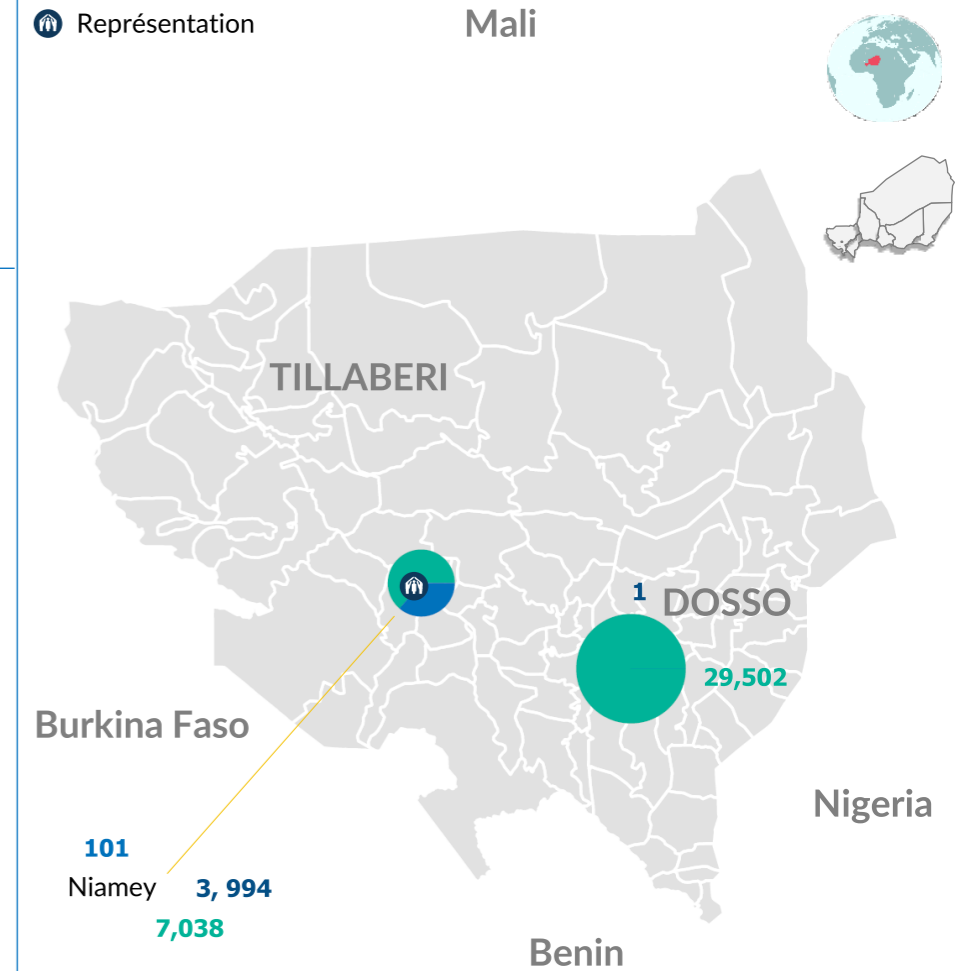 Représentation
Mali
TILLABERI
1
DOSSO
29,502
Burkina Faso
Nigeria
101
Niamey 3, 994
7,038
Benin